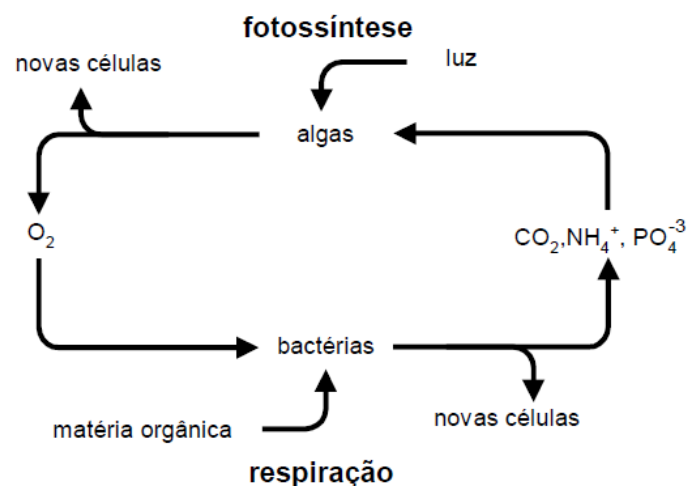 fotossíntese
novas células
luz
algas
O₂
CO₂,NH₄⁺, PO₄⁻³
bactérias
novas células
matéria orgânica
respiração